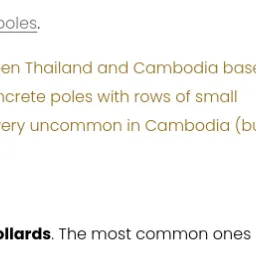 poles.
en Thailand and Cambodia base
ncrete poles with rows of small
very uncommon in Cambodia (bu
ollards. The most common ones